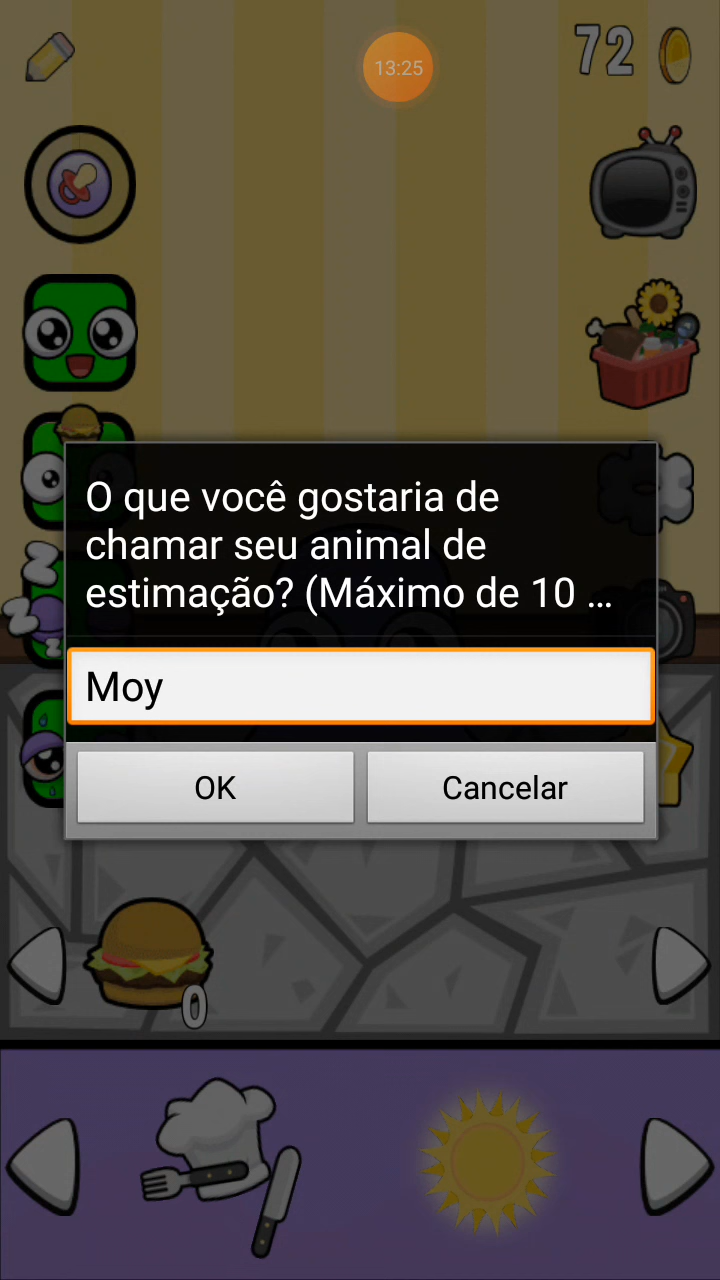 72
13:25
O que você gostaria de
chamar seu animal de
estimação? (Máximo de 10 ...
Moy
OK
Cancelar
0